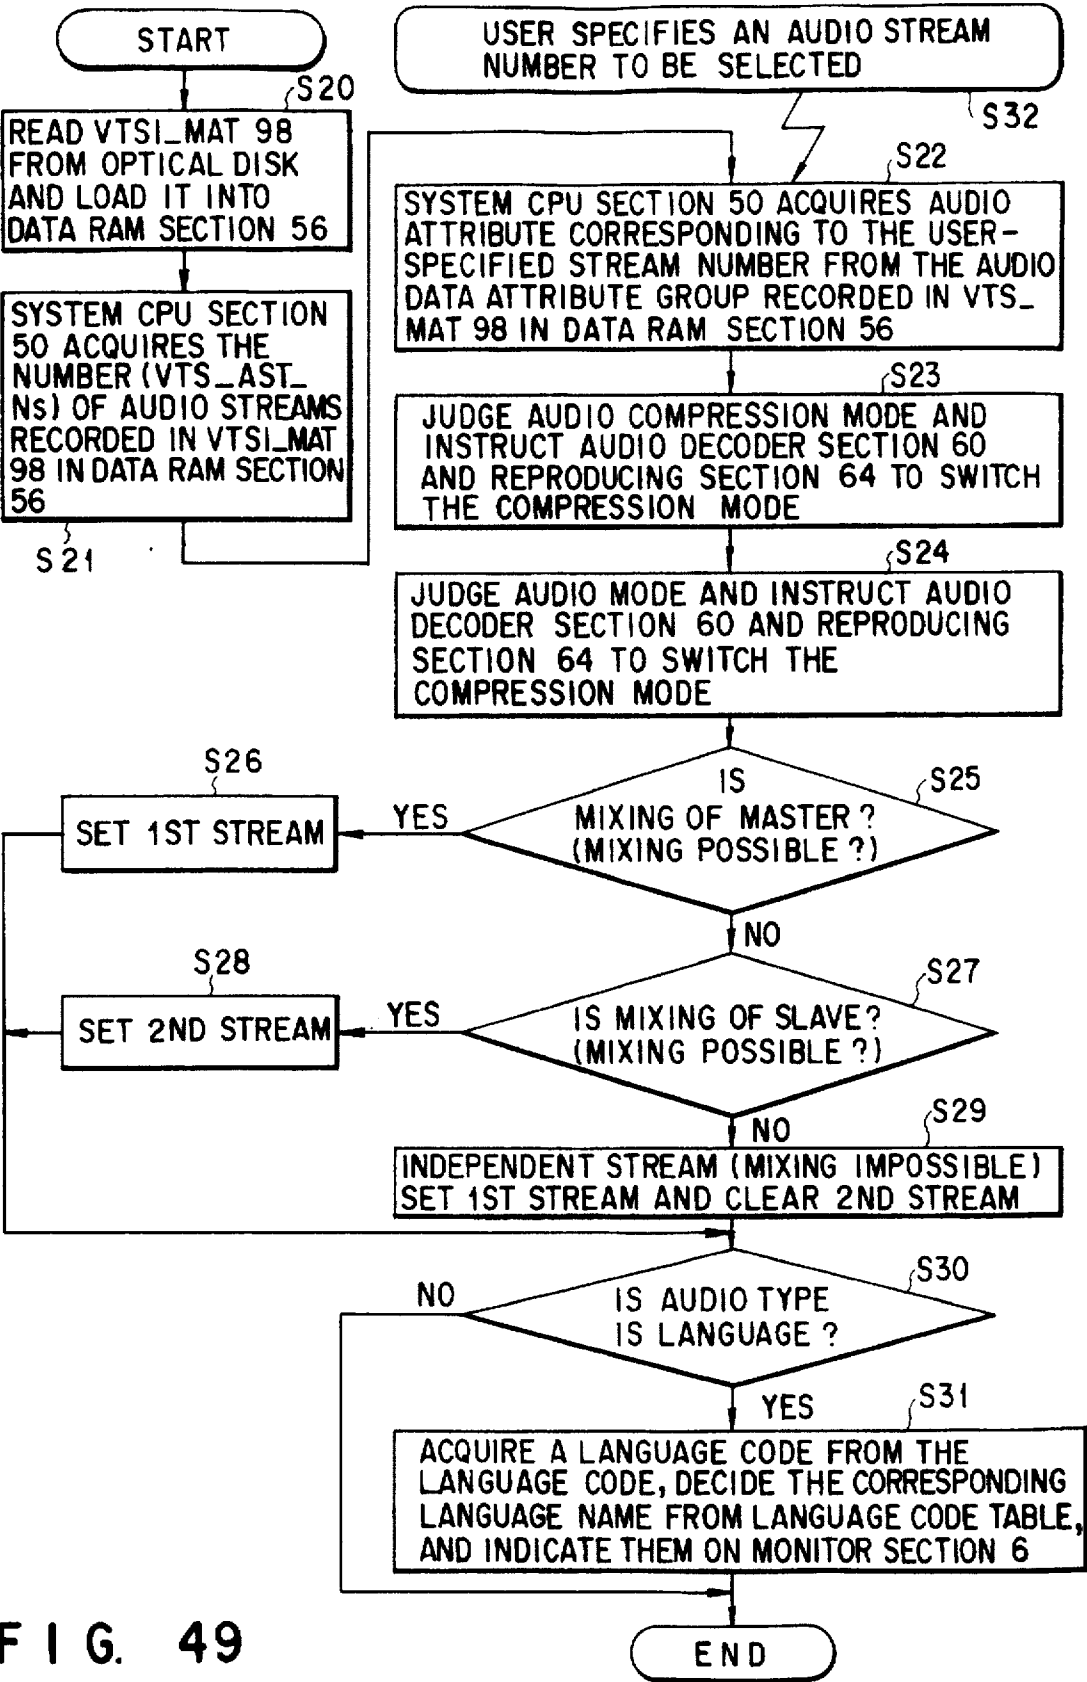 START
S20
READ VTSI_MAT 98
FROM OPTICAL DISK
AND LOAD IT INTO
DATA RAM SECTION 56
SYSTEM CPU SECTION
50 ACQUIRES THE
NUMBER (VTS_AST_
Ns) OF AUDIO STREAMS
RECORDED IN VTSI_MAT
98 IN DATA RAM SECTION
56
S21
USER SPECIFIES AN AUDIO STREAM
NUMBER TO BE SELECTED
S32
S22
SYSTEM CPU SECTION 50 ACQUIRES AUDIO
ATTRIBUTE CORRESPONDING TO THE USER-
SPECIFIED STREAM NUMBER FROM THE AUDIO
DATA ATTRIBUTE GROUP RECORDED IN VTS_
MAT 98 IN DATA RAM SECTION 56
S23
JUDGE AUDIO COMPRESSION MODE AND
INSTRUCT AUDIO DECODER SECTION 60
AND REPRODUCING SECTION 64 TO SWITCH
THE COMPRESSION MODE
S24
JUDGE AUDIO MODE AND INSTRUCT AUDIO
DECODER SECTION 60 AND REPRODUCING
SECTION 64 TO SWITCH THE
COMPRESSION MODE
S25
IS
MIXING OF MASTER?
(MIXING POSSIBLE?)
YES
S26
SET 1ST STREAM
NO
S27
IS MIXING OF SLAVE?
(MIXING POSSIBLE?)
YES
S28
SET 2ND STREAM
NO
S29
INDEPENDENT STREAM (MIXING IMPOSSIBLE)
SET 1ST STREAM AND CLEAR 2ND STREAM
S30
IS AUDIO TYPE
IS LANGUAGE?
NO
YES
S31
ACQUIRE A LANGUAGE CODE FROM THE
LANGUAGE CODE, DECIDE THE CORRESPONDING
LANGUAGE NAME FROM LANGUAGE CODE TABLE,
AND INDICATE THEM ON MONITOR SECTION 6
END
FIG. 49